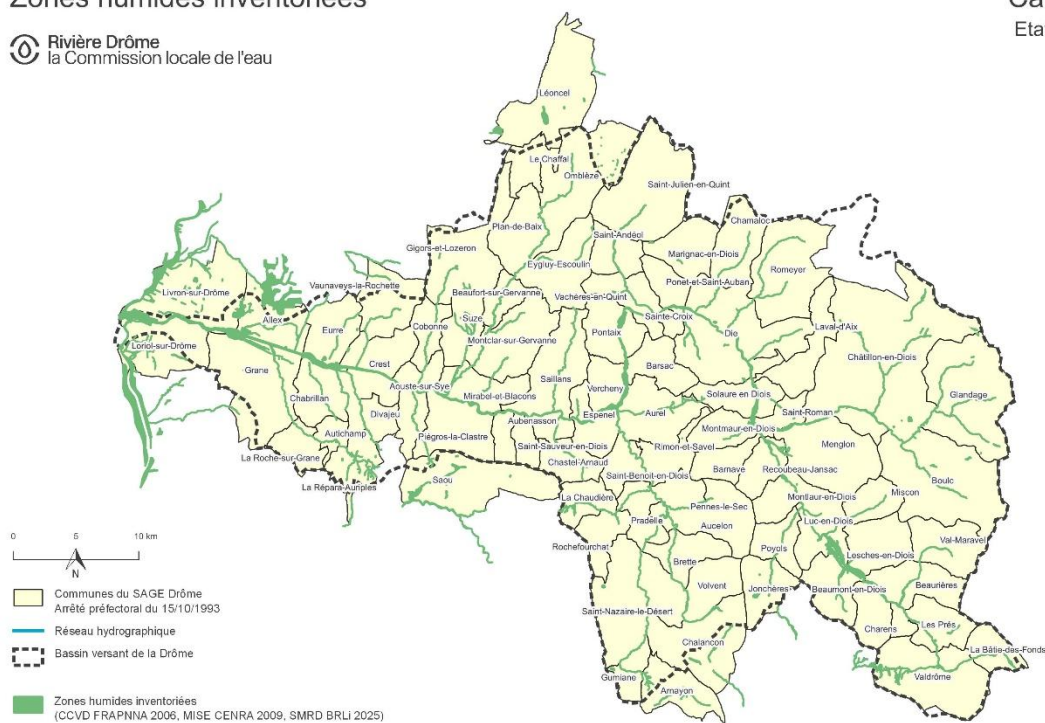 Zones humides inventoriées
Ca
Etat
Rivière Drôme
la Commission locale de l'eau
Léoncel
Le Chaffal
Omblèze
Saint-Julien-en-Quint
Plan-de-Baix
Saint-Andéol
Chamaloc
Gigors-et-Lozeron
Marignac-en-Diois
Eygluy-Escoulin
Romeyer
Vaunaveys-la Rochette
Ponet-et-Saint-Auban
Livron-sur-Drôme
Beaufort-sur-Gervanne
Vachères-en-Quint
Allex
Suze
Sainte-Croix
Eurre
Cobonne
Pontaix
Die
Laval-d'Aix
Loriol-sur-Drôme
Montclar-sur-Gervanne
Châtillon-en-Diois
Grane
Crest
Barsac
Saillans
Aouste-sur-Sye
Vercheny
Mirabel-et-Blacons
Solaure en Diois
Glandage
Chabrillan
Divajeu
Espenel
Aurel
Saint-Roman
Aubenasson
Montmaur-en-Diois
Autichamp
Piégros-la-Clastre
Saint-Sauveur-en-Diois
Rimon-et-Savel
Menglon
La Roche-sur-Grane
Chastel-Arnaud
Barnave
Recoubeau-Jansac
Saou
Saint-Benoit-en-Diois
Boulc
La Répara-Auriples
La Chaudière
Montlaur-en-Diois
Miscon
Pennes-le-Sec
Pradelle
Aucelon
Luc-en-Diois
Val-Maravel
Rochefourchat
Poyols
Lesches-en-Diois
Brette
Volvent
Jonchères
Beaumont-en-Diois
Beaurières
Saint-Nazaire-le-Désert
Charens
Les Prés
Chalancon
La Bâtie-des-Fonds
Valdrôme
Gumiane
Arnayon
0 5 10 km
N
Communes du SAGE Drôme
Arrêté préfectoral du 15/10/1993
Réseau hydrographique
Bassin versant de la Drôme
Zones humides inventoriées
(CCVD FRAPNNA 2006, MISE CENRA 2009, SMRD BRLi 2025)